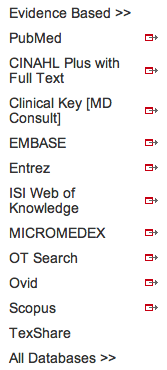 Evidence Based >>
PubMed
CINAHL Plus with
Full Text
Clinical Key [MD
Consult]
EMBASE
Entrez
ISI Web of
Knowledge
MICROMEDEX
OT Search
Ovid
Scopus
TexShare
All Databases >>